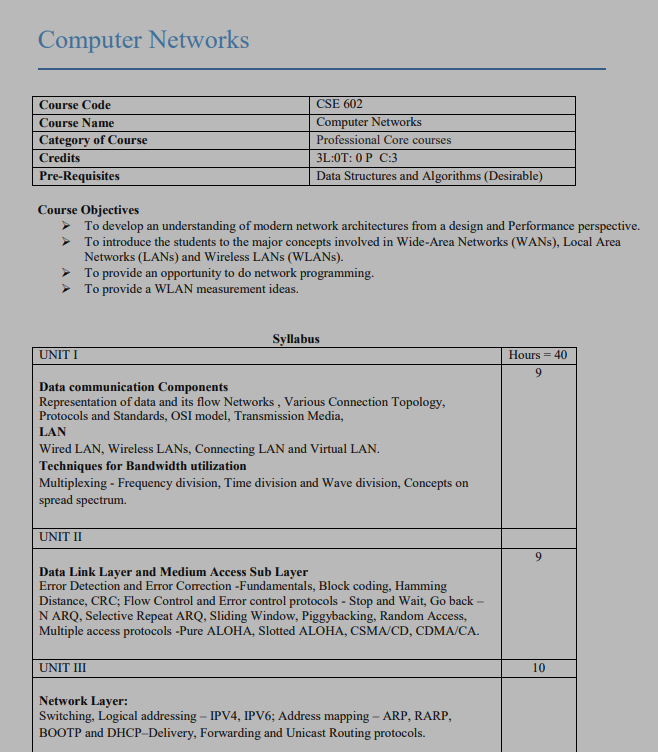 Computer Networks
Course Code CSE 602
Course Name Computer Networks
Category of Course Professional Core courses
Credits 3L:0T: 0 P C:3
Pre-Requisites Data Structures and Algorithms (Desirable)
Course Objectives
➢ To develop an understanding of modern network architectures from a design and Performance perspective.
➢ To introduce the students to the major concepts involved in Wide-Area Networks (WANs), Local Area
Networks (LANs) and Wireless LANs (WLANs).
➢ To provide an opportunity to do network programming.
➢ To provide a WLAN measurement ideas.
Syllabus
UNIT I Hours = 40
9
Data communication Components
Representation of data and its flow Networks , Various Connection Topology,
Protocols and Standards, OSI model, Transmission Media,
LAN
Wired LAN, Wireless LANs, Connecting LAN and Virtual LAN.
Techniques for Bandwidth utilization
Multiplexing - Frequency division, Time division and Wave division, Concepts on
spread spectrum.
UNIT II
9
Data Link Layer and Medium Access Sub Layer
Error Detection and Error Correction -Fundamentals, Block coding, Hamming
Distance, CRC; Flow Control and Error control protocols - Stop and Wait, Go back –
N ARQ, Selective Repeat ARQ, Sliding Window, Piggybacking, Random Access,
Multiple access protocols -Pure ALOHA, Slotted ALOHA, CSMA/CD, CDMA/CA.
UNIT III 10
Network Layer:
Switching, Logical addressing – IPV4, IPV6; Address mapping – ARP, RARP,
BOOTP and DHCP–Delivery, Forwarding and Unicast Routing protocols.